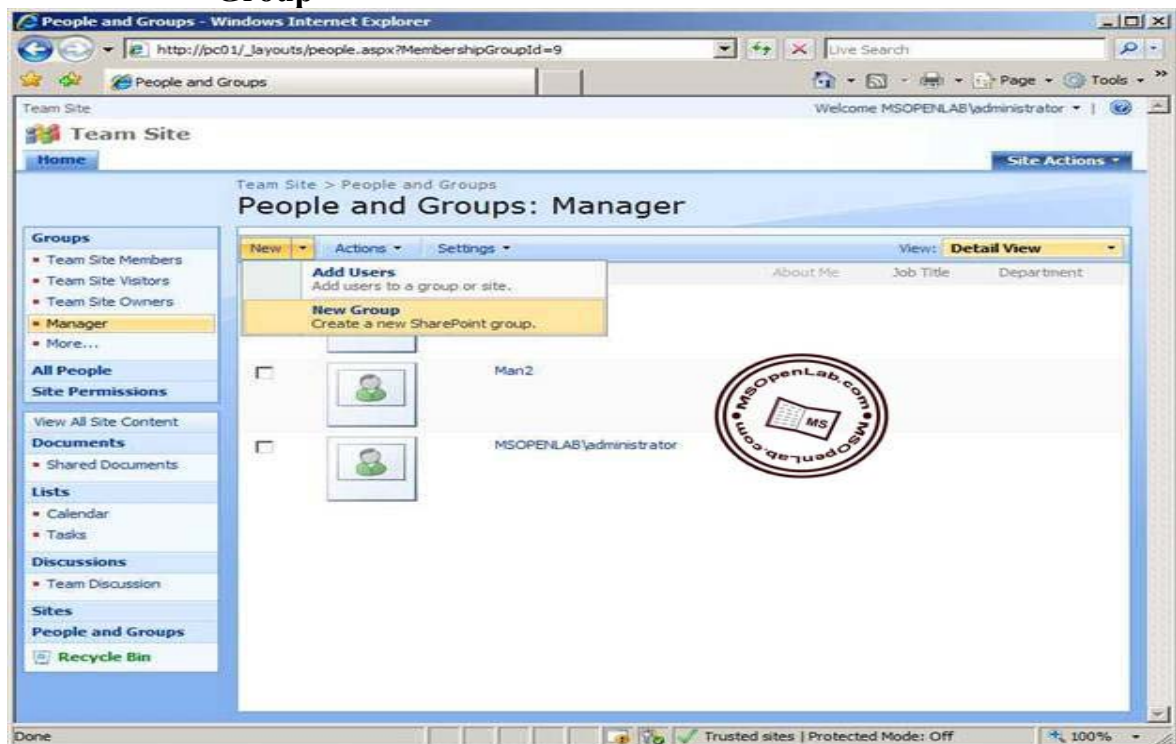 Group
People and Groups - Windows Internet Explorer
http://pc01/_layouts/people.aspx?MembershipGroupId=9
Live Search
People and Groups
Page
Tools
Team Site
Welcome MSOPENLAB\administrator
Team Site
Home
Site Actions
Team Site > People and Groups
People and Groups: Manager
Groups
Team Site Members
Team Site Visitors
Team Site Owners
Manager
More...
All People
Site Permissions
View All Site Content
Documents
Shared Documents
Lists
Calendar
Tasks
Discussions
Team Discussion
Sites
People and Groups
Recycle Bin
New
Actions
Settings
View: Detail View
Add Users
Add users to a group or site.
New Group
Create a new SharePoint group.
About Me
Job Title
Department
Man2
MSOPENLAB\administrator
MSOpenLab.com
MS
MSOpenLab.com
Done
Trusted sites | Protected Mode: Off
100%